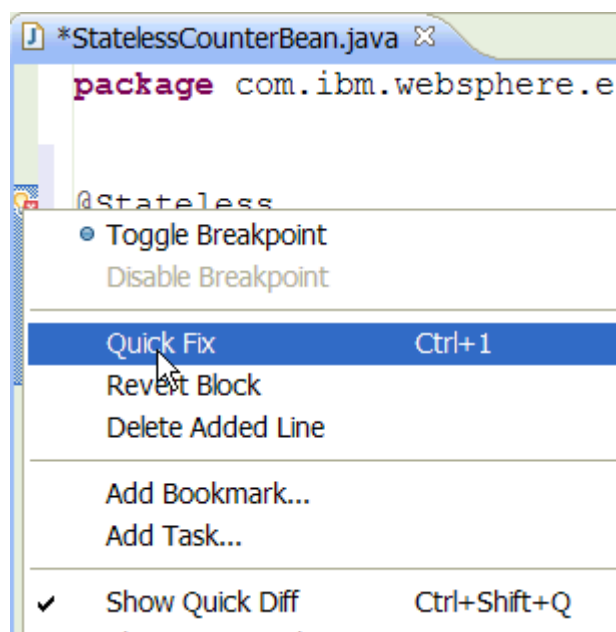 *StatelessCounterBean.java
package com.ibm.websphere.e
@Stateless
Toggle Breakpoint
Disable Breakpoint
Quick Fix Ctrl+1
Revert Block
Delete Added Line
Add Bookmark...
Add Task...
Show Quick Diff Ctrl+Shift+Q